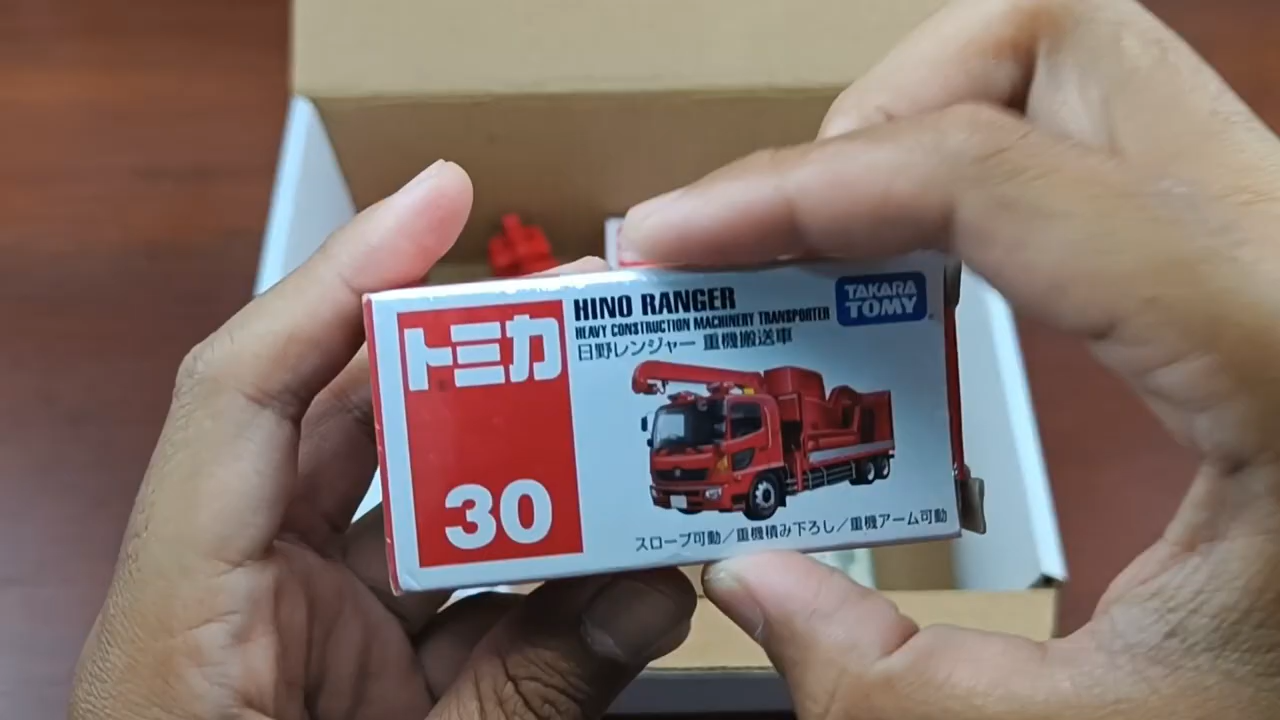 トミカ
30
HINO RANGER
HEAVY CONSTRUCTION MACHINERY TRANSPORTER
日野レンジャー 重機搬送車
TAKARA
TOMY
スロープ可動/重機積み下ろし/重機アーム可動